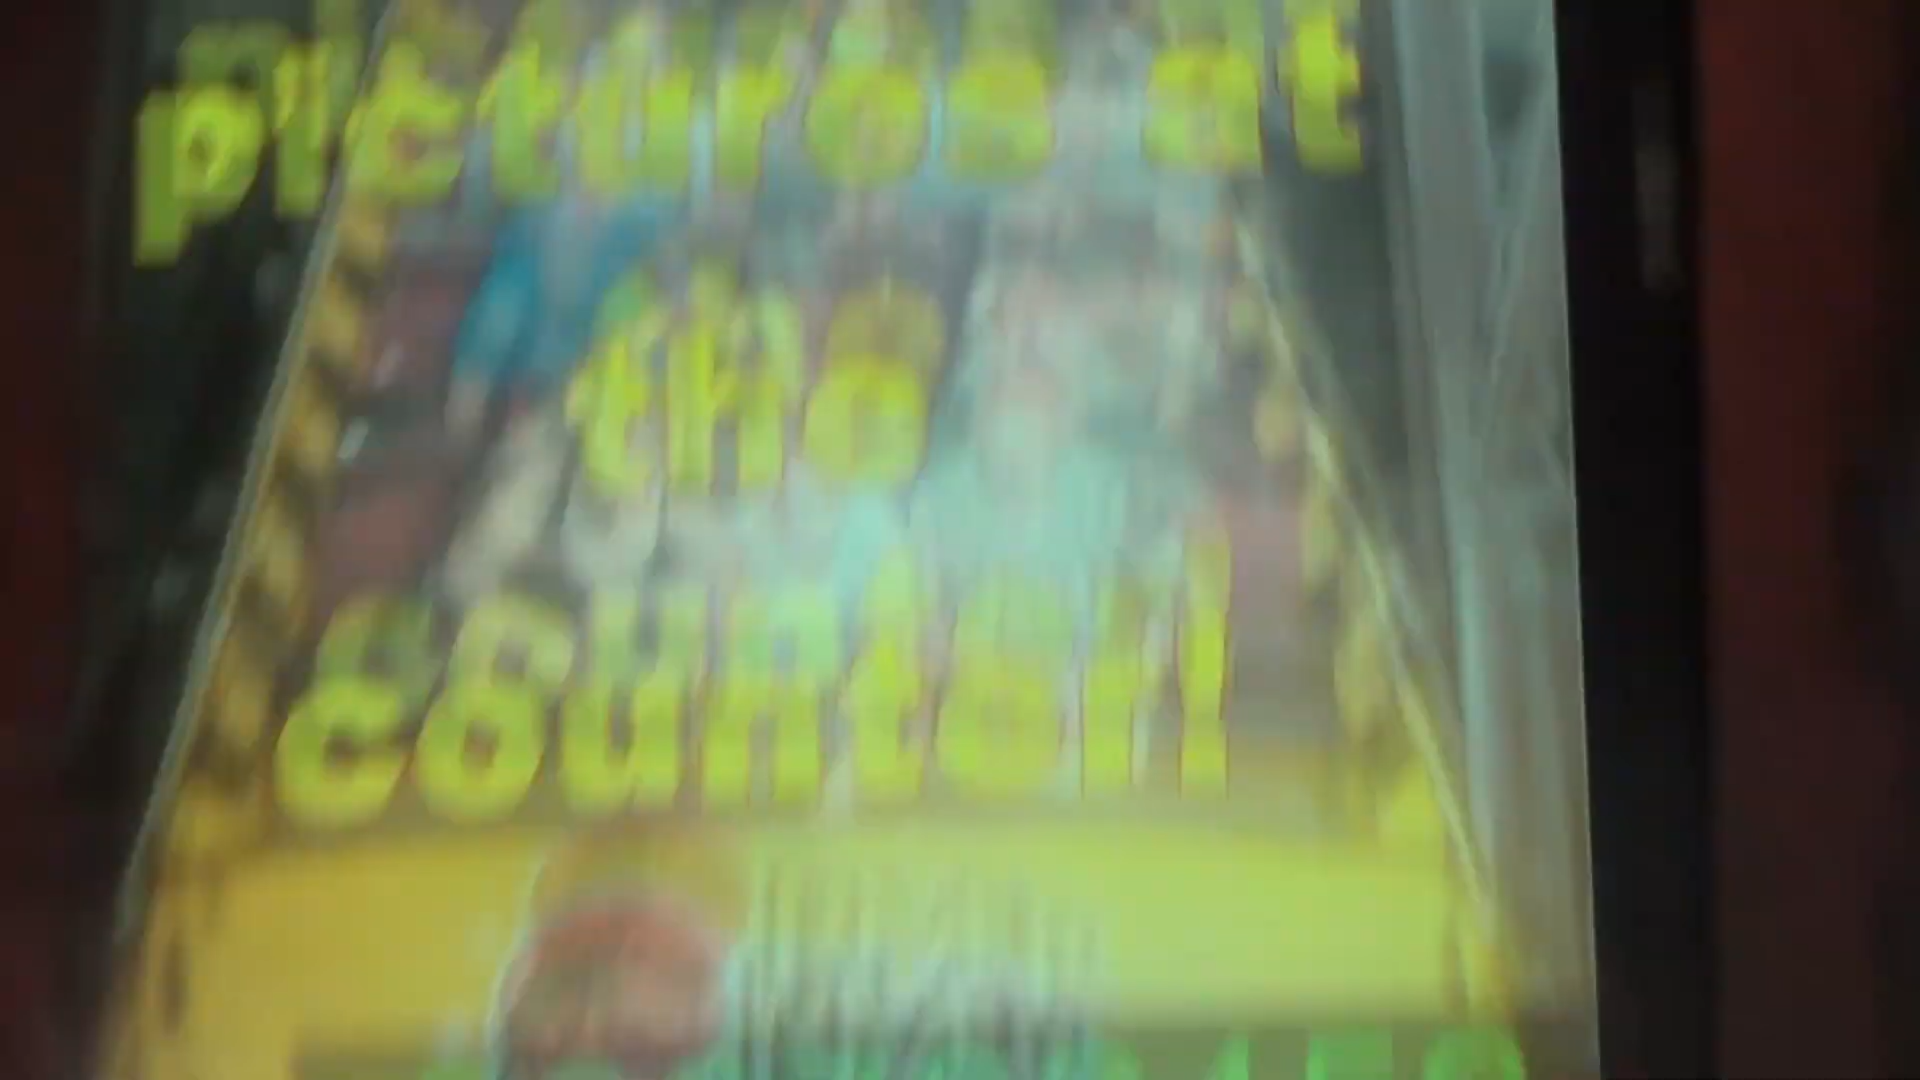 pictures at
the
counter!